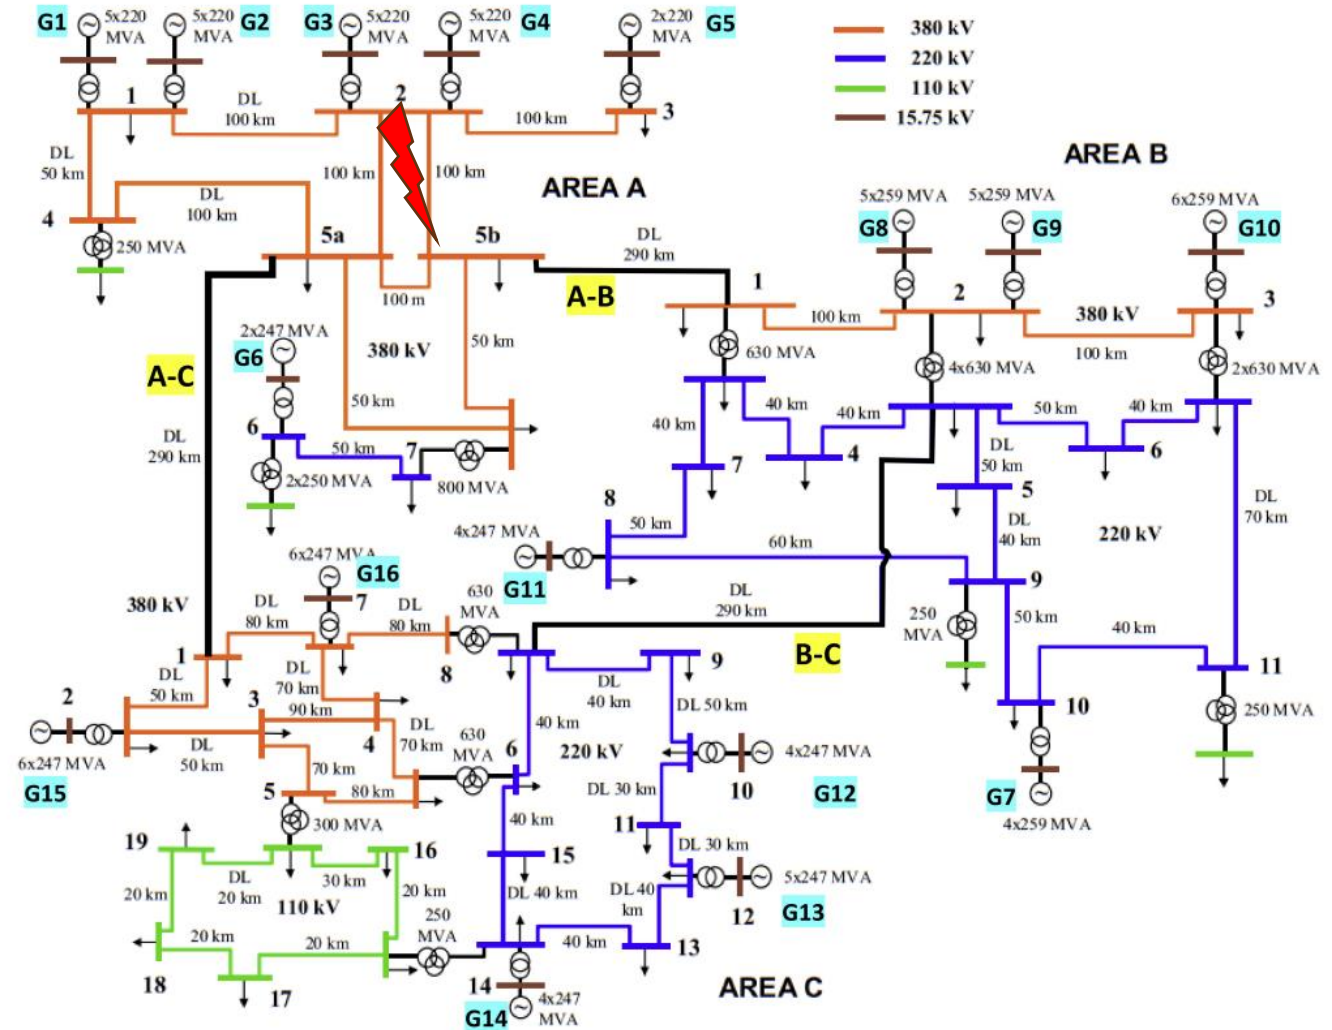 G1
5x220
MVA
5x220
MVA
G2
G3
5x220
MVA
5x220
MVA
G4
2x220
MVA
G5
380 kV
220 kV
110 kV
15.75 kV
1
DL
100 km
2
100 km
3
DL
50 km
100 km
100 km
AREA A
AREA B
DL
100 km
4
250 MVA
5a
5b
DL
290 km
100 m
A-B
5x259 MVA
G8
5x259 MVA
G9
6x259 MVA
G10
1
2
3
380 kV
100 km
100 km
630 MVA
4x630 MVA
2x630 MVA
2x247 MVA
G6
380 kV
50 km
A-C
50 km
DL
290 km
6
50 km
7
2x250 MVA
800 MVA
40 km
40 km
40 km
50 km
40 km
7
4
DL
50 km
6
5
DL
70 km
8
50 km
4x247 MVA
G11
60 km
DL
40 km
220 kV
9
6x247 MVA
G16
7
630
MVA
DL
290 km
B-C
250
MVA
50 km
40 km
380 kV
DL
80 km
DL
80 km
1
8
9
10
11
250 MVA
DL
50 km
DL
70 km
DL
40 km
DL 50 km
2
3
90 km
4
DL
70 km
630
MVA
40 km
6
220 kV
4x247 MVA
G12
10
G7
4x259 MVA
6x247 MVA
G15
DL
50 km
70 km
5
80 km
DL 30 km
300 MVA
40 km
11
DL 30 km
19
16
15
DL
20 km
30 km
20 km
20 km
110 kV
DL 40 km
DL 40
km
5x247 MVA
12
G13
20 km
20 km
250
MVA
40 km
13
18
17
14
4x247
MVA
G14
AREA C